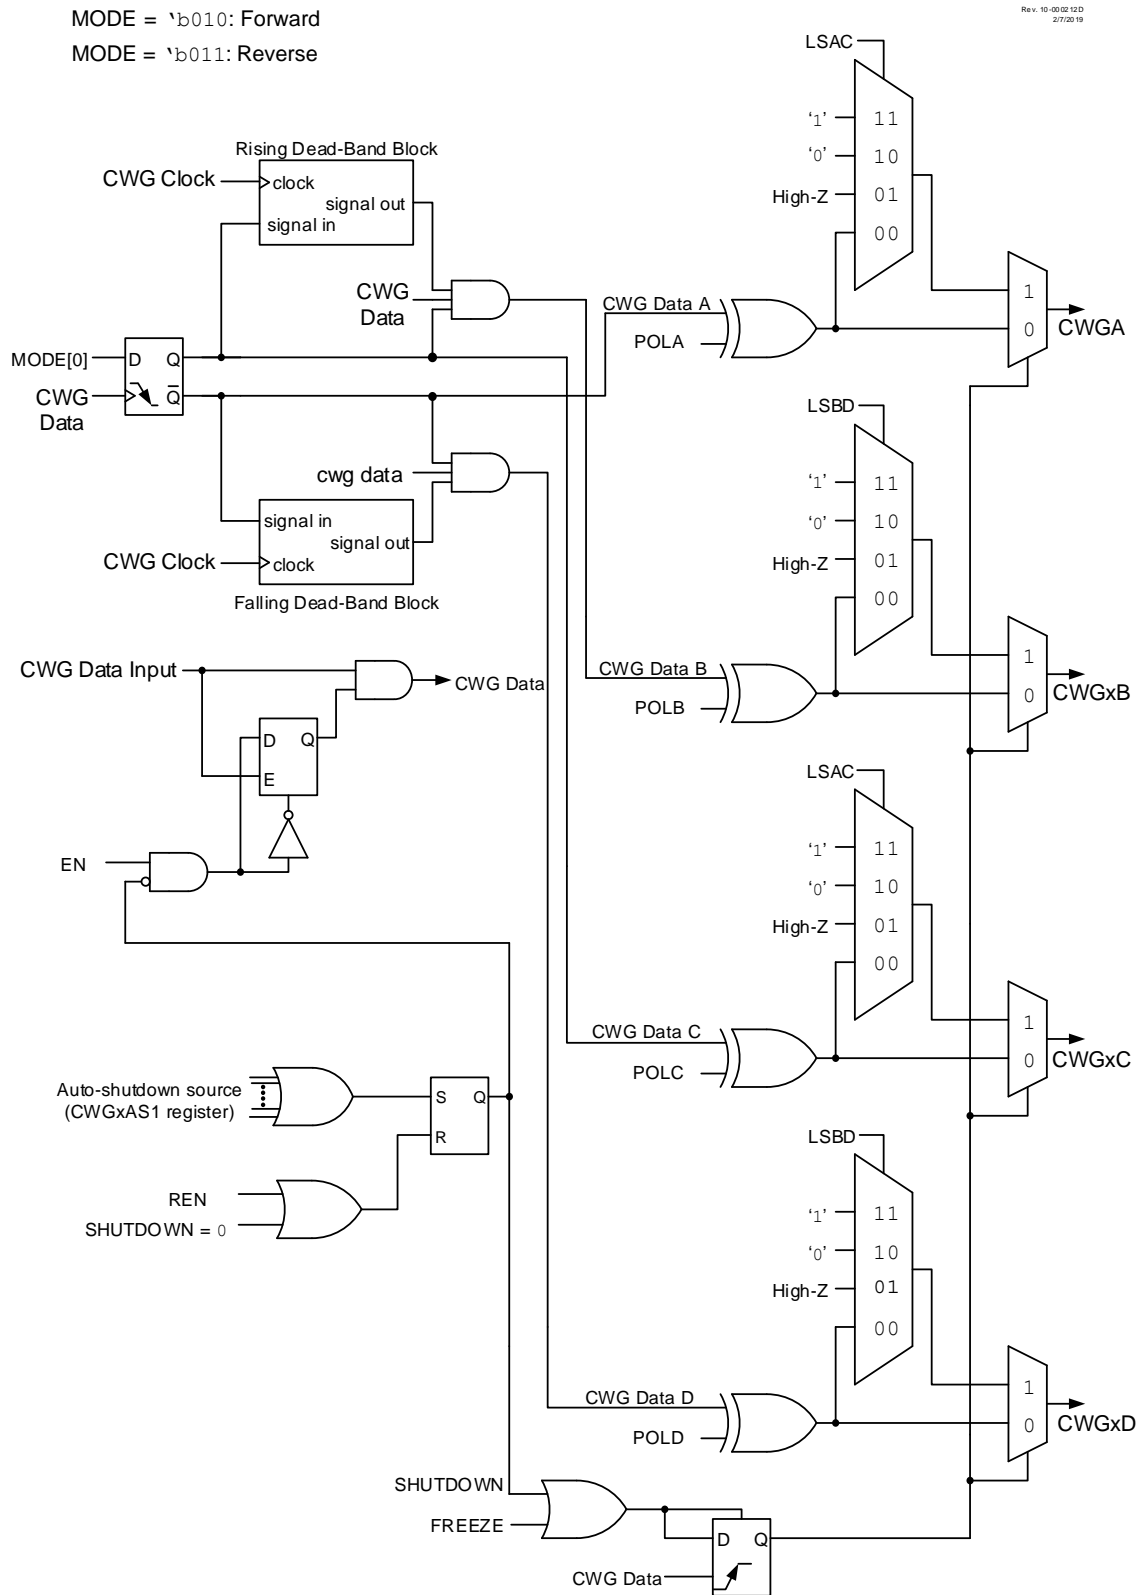 MODE = 'b010: Forward
MODE = 'b011: Reverse
Rev. 10-000212D
2/7/2019
LSAC
'1'
11
'0'
10
High-Z
01
00
Rising Dead-Band Block
CWG Clock
clock
signal out
signal in
CWG
Data
CWG Data A
POLA
1
0
CWGA
MODE[0]
D
Q
CWG
Data
Q
LSBD
'1'
11
'0'
10
High-Z
01
00
cwg data
signal in
signal out
CWG Clock
clock
Falling Dead-Band Block
CWG Data Input
CWG Data
CWG Data B
POLB
1
0
CWGxB
D
Q
E
EN
LSAC
'1'
11
'0'
10
High-Z
01
00
CWG Data C
POLC
1
0
CWGxC
Auto-shutdown source
(CWGxAS1 register)
S
Q
R
REN
SHUTDOWN = 0
LSBD
'1'
11
'0'
10
High-Z
01
00
CWG Data D
POLD
1
0
CWGxD
SHUTDOWN
FREEZE
D
Q
CWG Data